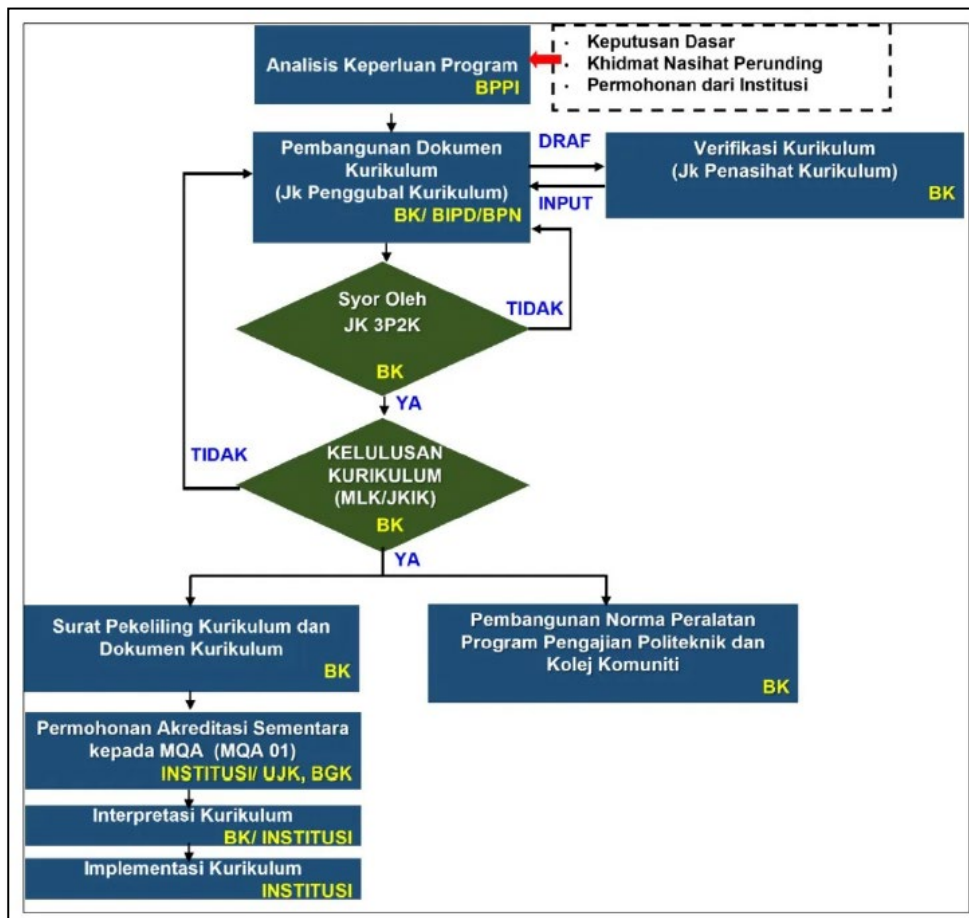 Analisis Keperluan Program
BPPI
· Keputusan Dasar
· Khidmat Nasihat Perunding
· Permohonan dari Institusi
Pembangunan Dokumen
Kurikulum
(Jk Penggubal Kurikulum)
BK/ BIPD/BPN
DRAF
INPUT
Verifikasi Kurikulum
(Jk Penasihat Kurikulum)
BK
Syor Oleh
JK 3P2K
BK
TIDAK
YA
KELULUSAN
KURIKULUM
(MLK/JKIK)
BK
TIDAK
YA
Surat Pekeliling Kurikulum dan
Dokumen Kurikulum
BK
Pembangunan Norma Peralatan
Program Pengajian Politeknik dan
Kolej Komuniti
BK
Permohonan Akreditasi Sementara
kepada MQA (MQA 01)
INSTITUSI/ UJK, BGK
Interpretasi Kurikulum
BK/ INSTITUSI
Implementasi Kurikulum
INSTITUSI